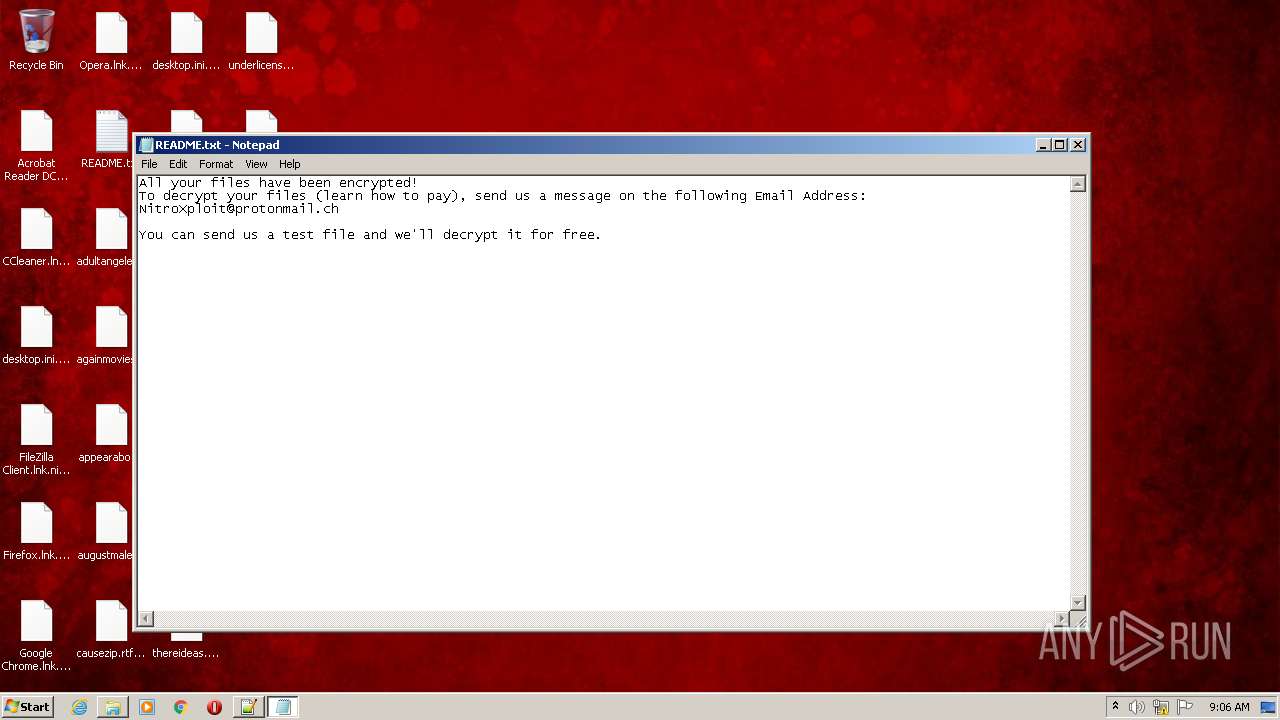 Recycle Bin
Opera.lnk....
desktop.ini....
underlicens...
Acrobat
Reader DC...
README.tx
CCleaner.ln...
adultangele
desktop.ini....
againmovies
FileZilla
Client.lnk.ni...
appearabo
Firefox.lnk....
augustmale
Google
Chrome.lnk....
causezip.rtf...
thereideas....
README.txt - Notepad
File Edit Format View Help
All your files have been encrypted!
To decrypt your files (learn how to pay), send us a message on the following Email Address:
Nitroxploit@protonmail.ch
You can send us a test file and we'll decrypt it for free.
ANY RUN
Start
9:06 AM